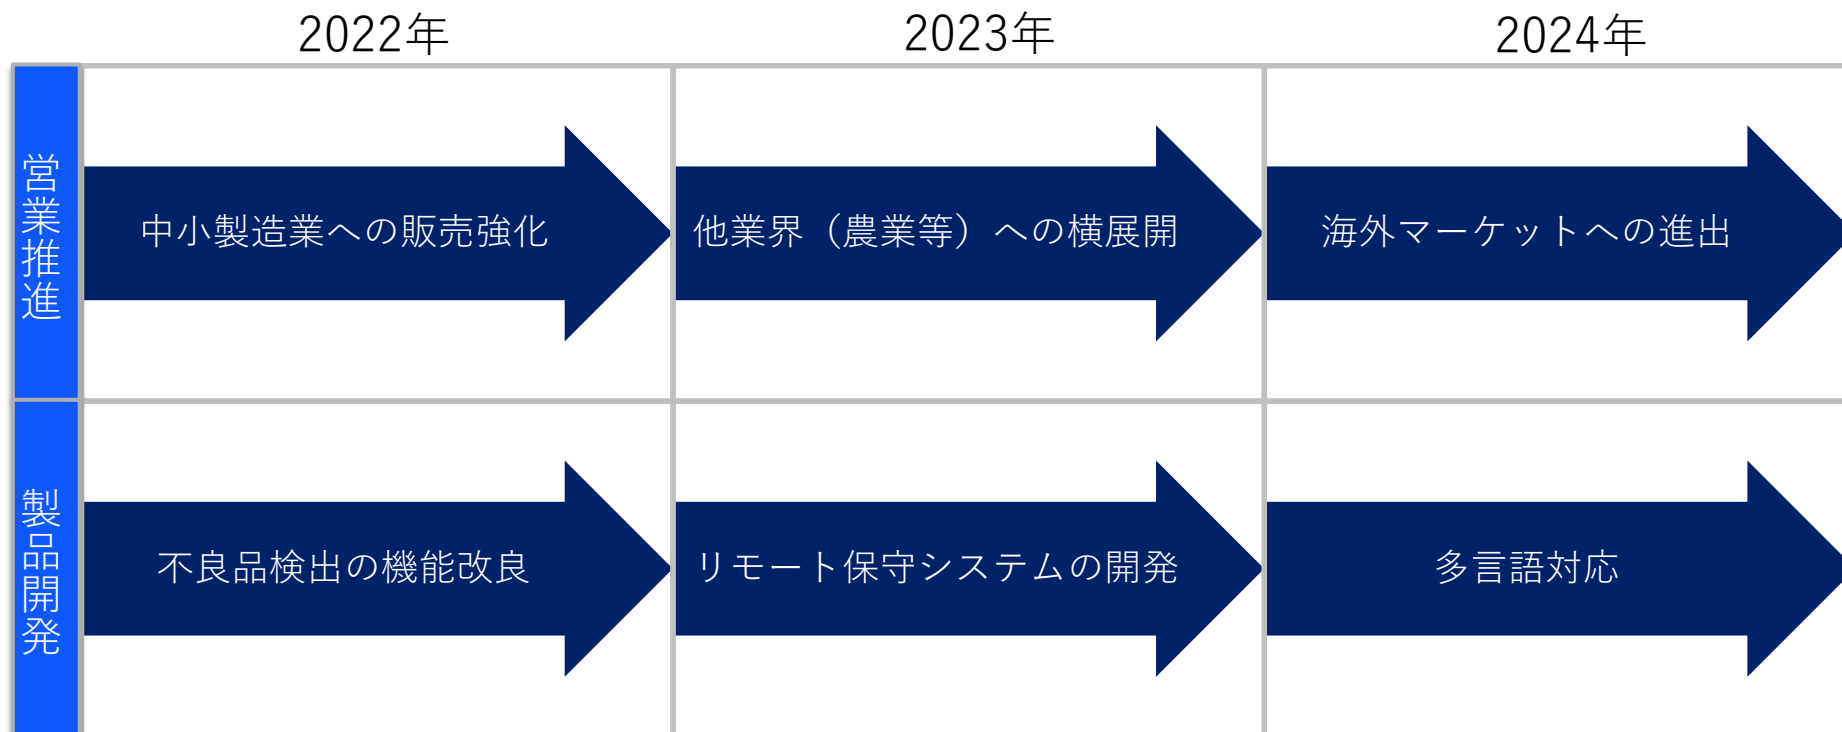 2022年
2023年
2024年
営業推進
中小製造業への販売強化
他業界（農業等）への横展開
海外マーケットへの進出
製品開発
不良品検出の機能改良
リモート保守システムの開発
多言語対応